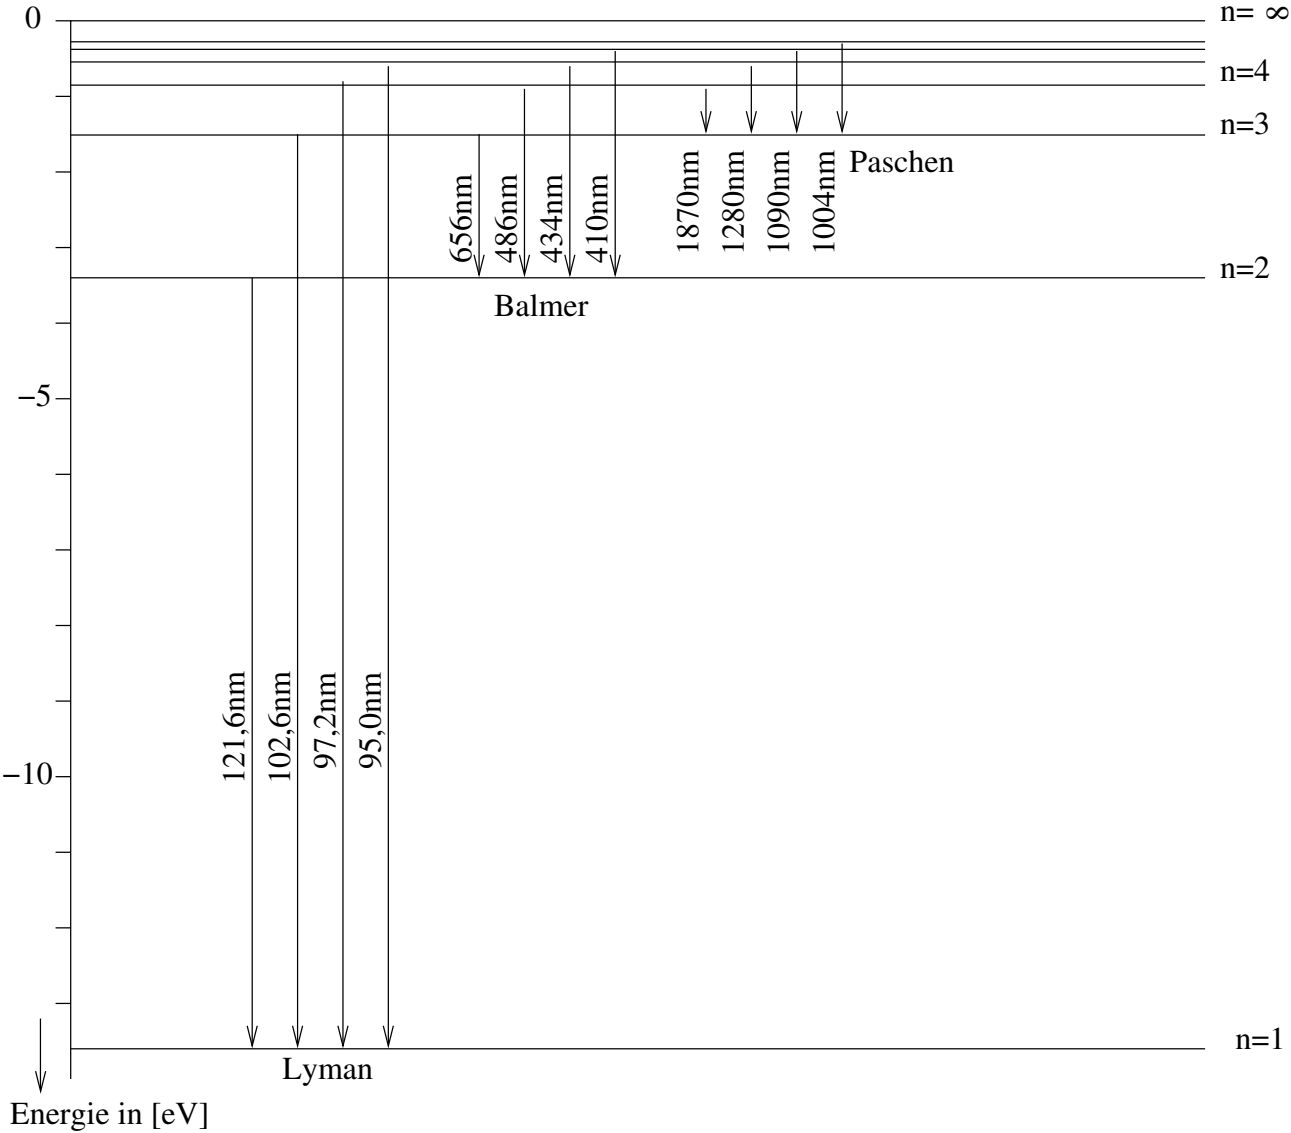 0
n= ∞
n=4
n=3
Paschen
656nm
486nm
434nm
410nm
1870nm
1280nm
1090nm
1004nm
n=2
Balmer
−5
121,6nm
102,6nm
97,2nm
95,0nm
−10
n=1
Lyman
Energie in [eV]